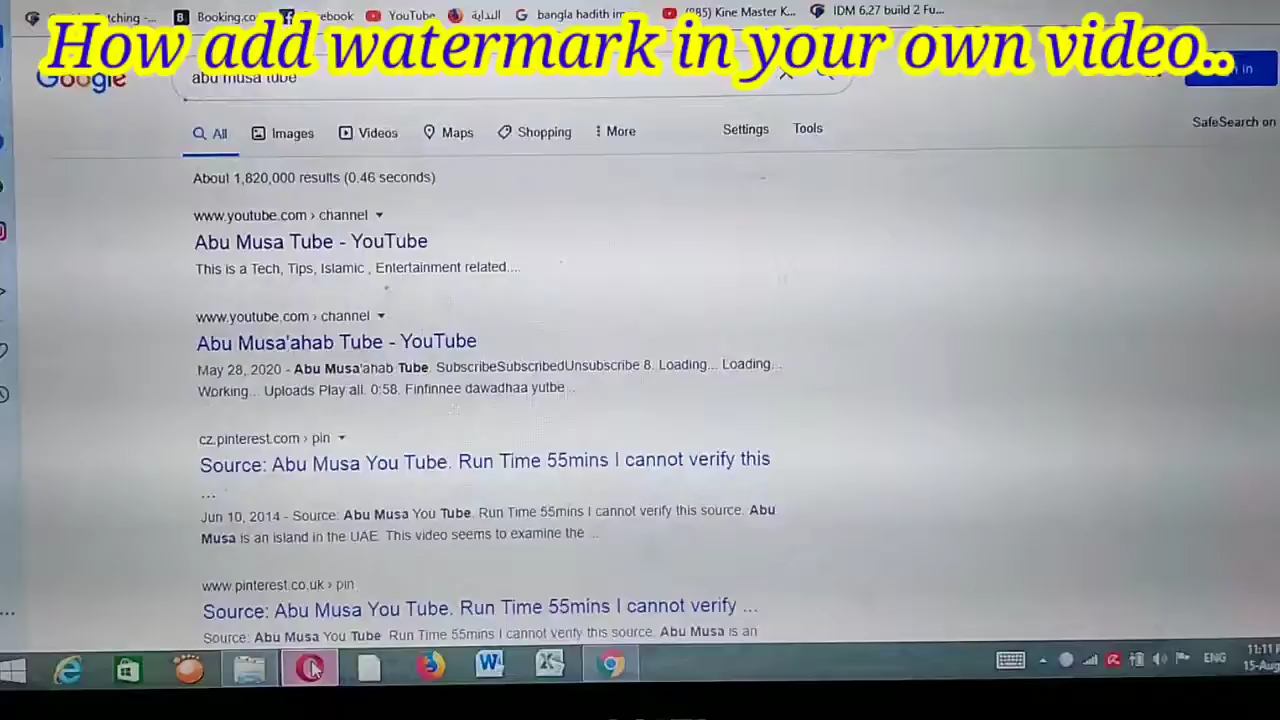 Booking.co
Facebook
YouTube
البداية
bangla hadith im...
(985) Kine Master K...
IDM 6.27 build 2 Fu...
How add watermark in your own video..
Google
abu musa tube
in
All
Images
Videos
Maps
Shopping
More
Settings
Tools
SafeSearch on
About 1,820,000 results (0.46 seconds)
www.youtube.com › channel
Abu Musa Tube - YouTube
This is a Tech, Tips, Islamic , Entertainment related....
www.youtube.com › channel
Abu Musa'ahab Tube - YouTube
May 28, 2020 - Abu Musa'ahab Tube. SubscribeSubscribedUnsubscribe 8. Loading... Loading...
Working... Uploads Play all. 0:58. Finfinnee dawadhaa yutbe ...
cz.pinterest.com › pin
Source: Abu Musa You Tube. Run Time 55mins I cannot verify this
...
Jun 10, 2014 - Source: Abu Musa You Tube. Run Time 55mins I cannot verify this source. Abu
Musa is an island in the UAE. This video seems to examine the ...
www.pinterest.co.uk › pin
Source: Abu Musa You Tube. Run Time 55mins I cannot verify ...
Source: Abu Musa You Tube Run Time 55mins I cannot verify this source. Abu Musa is an
ENG
11:11
15-Aug